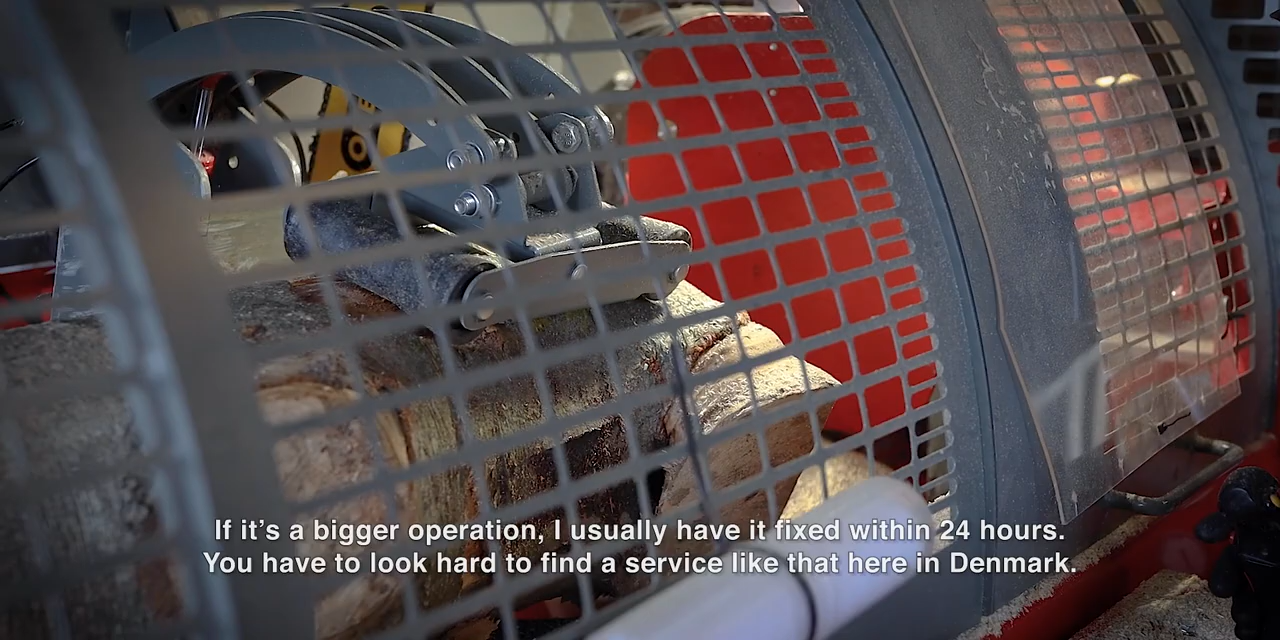 If it's a bigger operation, I usually have it fixed within 24 hours.
You have to look hard to find a service like that here in Denmark.